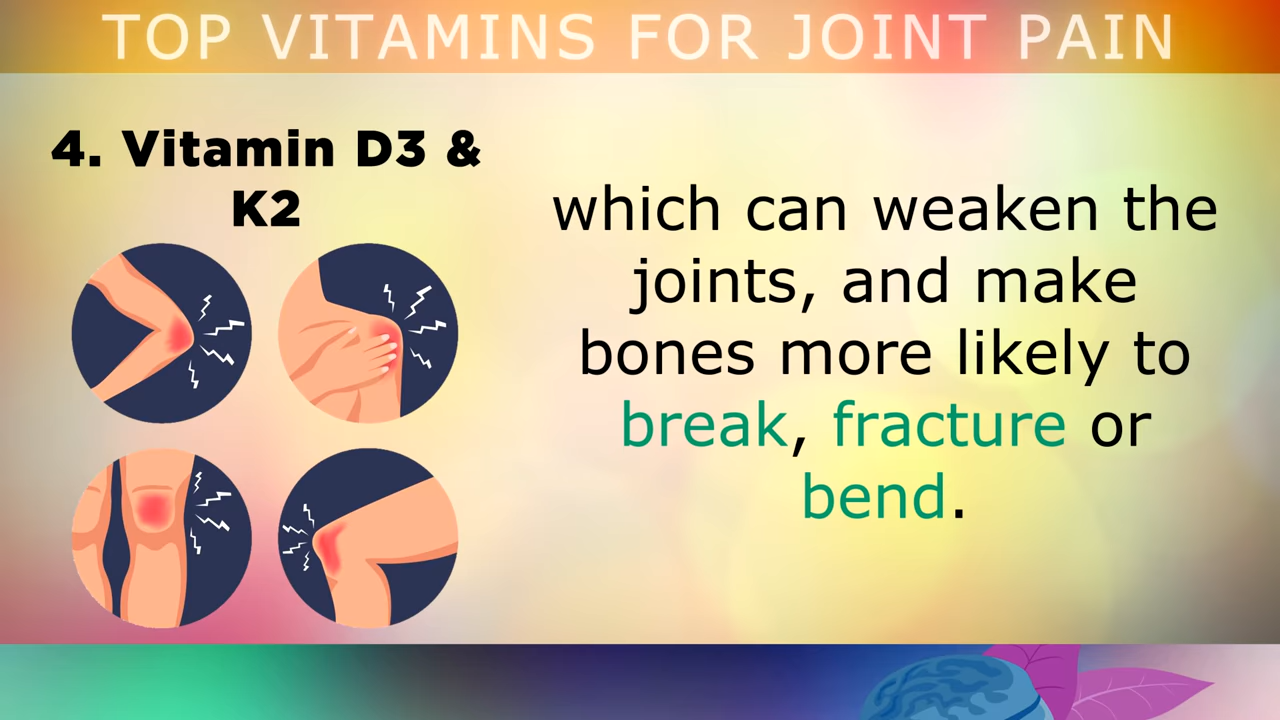 TOP VITAMINS FOR JOINT PAIN
4. Vitamin D3 &
K2
which can weaken the
joints, and make
bones more likely to
break, fracture or
bend.